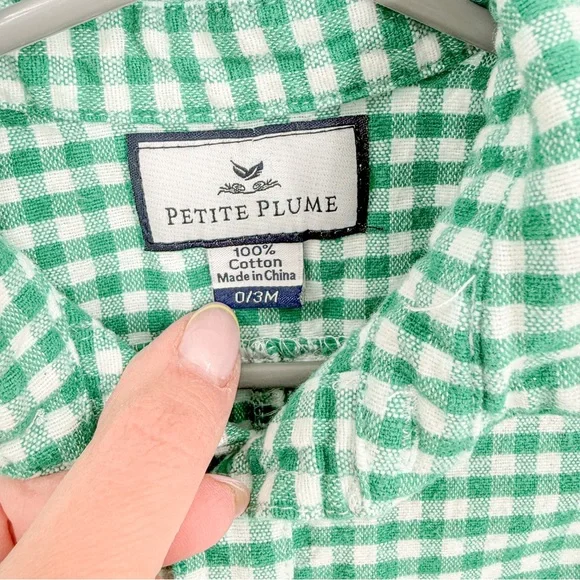 PETITE PLUME
100%
Cotton
Made in China
0/3M